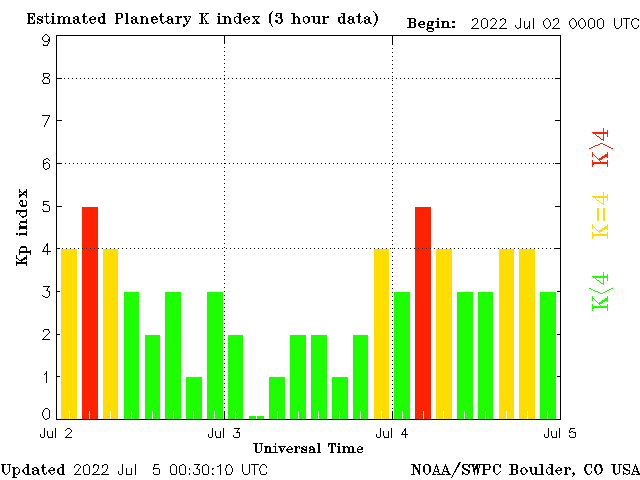 Estimated Planetary K index (3 hour data)
Begin: 2022 Jul 02 0000 UTC
9
8
7
6
5
4
3
2
1
0
Kp index
Jul 2
Jul 3
Jul 4
Jul 5
Universal Time
K>4
K=4
K<4
Updated 2022 Jul 5 00:30:10 UTC
NOAA/SWPC Boulder, CO USA